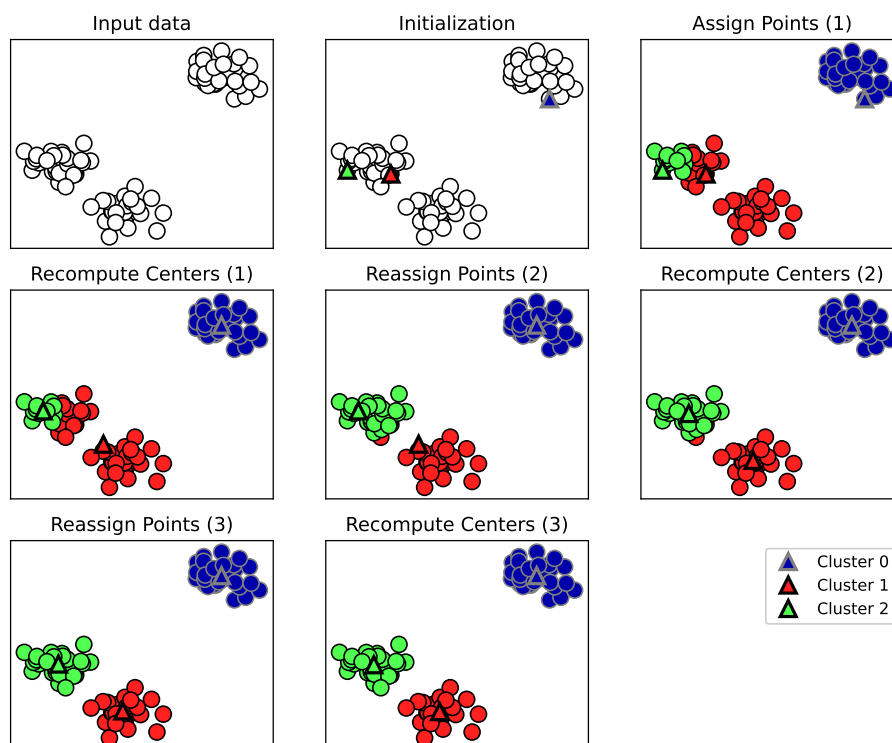 Input data
Initialization
Assign Points (1)
Recompute Centers (1)
Reassign Points (2)
Recompute Centers (2)
Reassign Points (3)
Recompute Centers (3)
Cluster 0
Cluster 1
Cluster 2